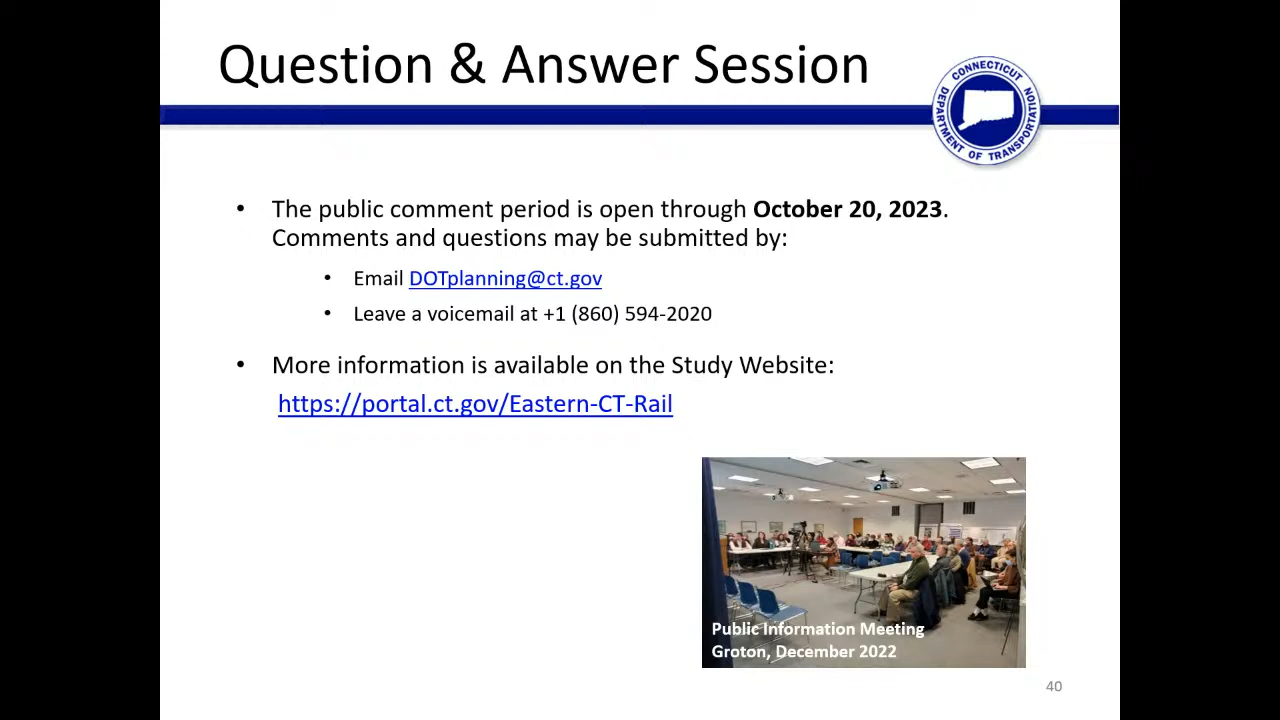 Question & Answer Session
CONNECTICUT
DEPARTMENT OF TRANSPORTATION
• The public comment period is open through October 20, 2023.
Comments and questions may be submitted by:
• Email DOTplanning@ct.gov
• Leave a voicemail at +1 (860) 594-2020
• More information is available on the Study Website:
https://portal.ct.gov/Eastern-CT-Rail
Public Information Meeting
Groton, December 2022
40